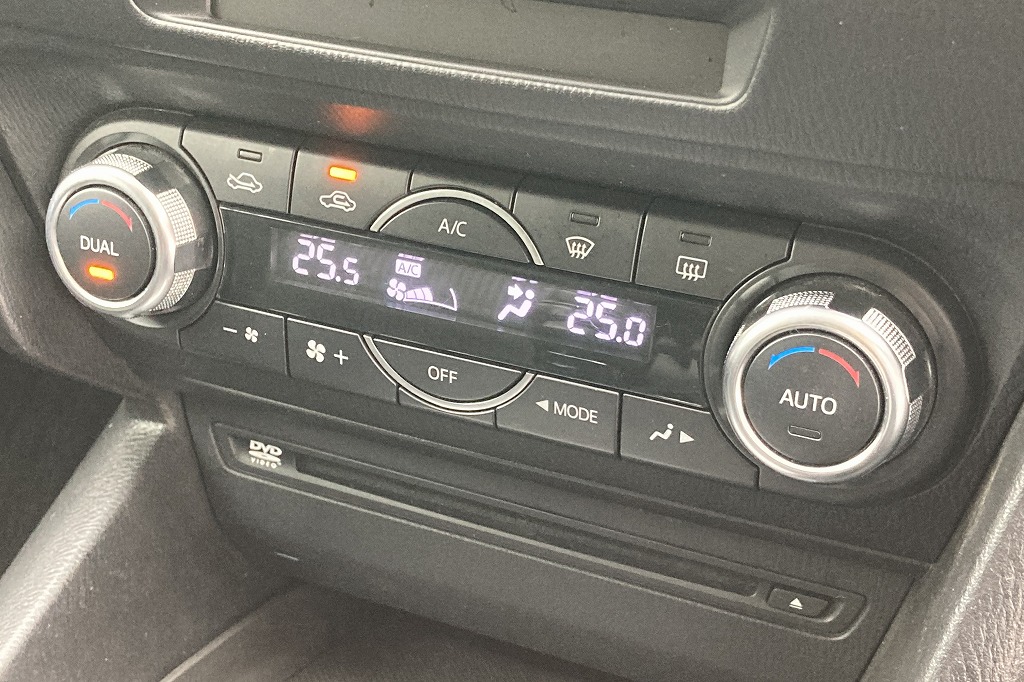 A/C
DUAL
25.5
A/C
25.0
- +
OFF
◄ MODE
►
AUTO
DVD
VIDEO